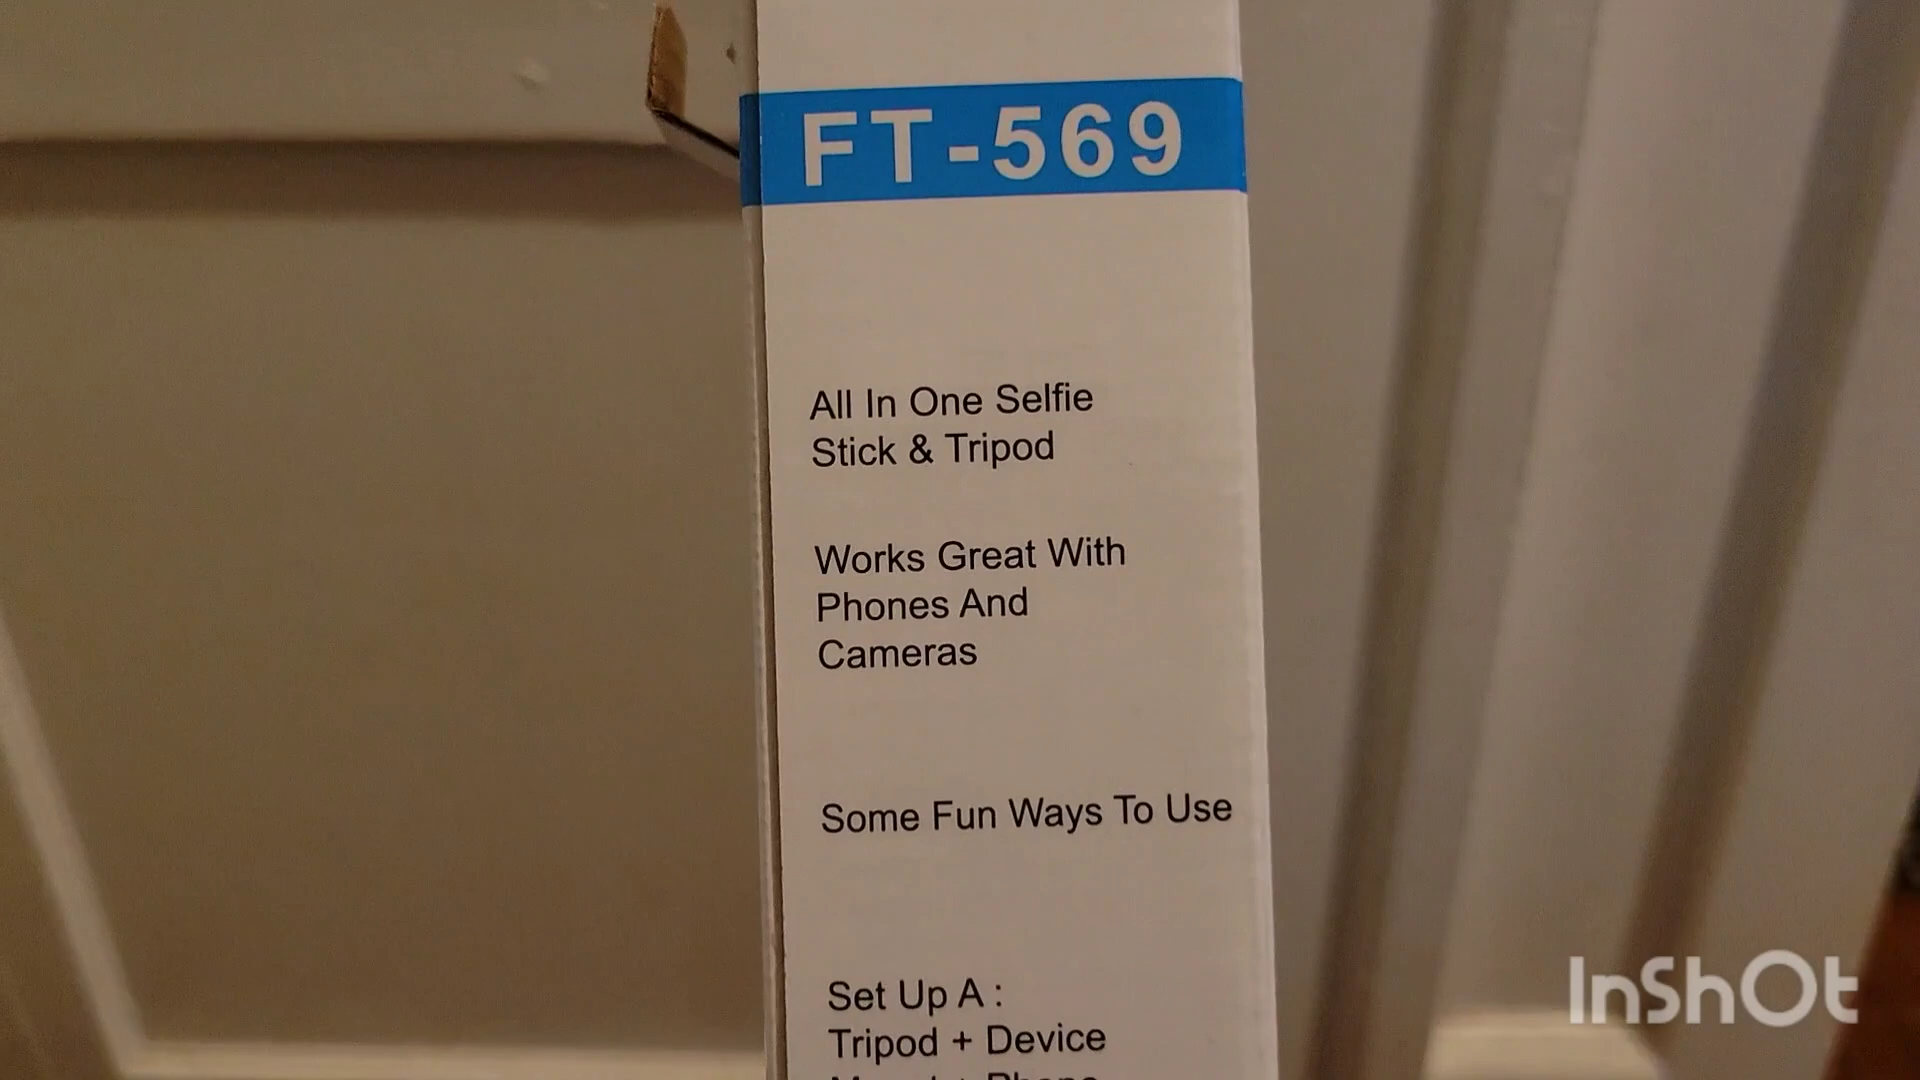 FT-569
All In One Selfie
Stick & Tripod
Works Great With
Phones And
Cameras
Some Fun Ways To Use
Set Up A :
Tripod + Device
InShOt